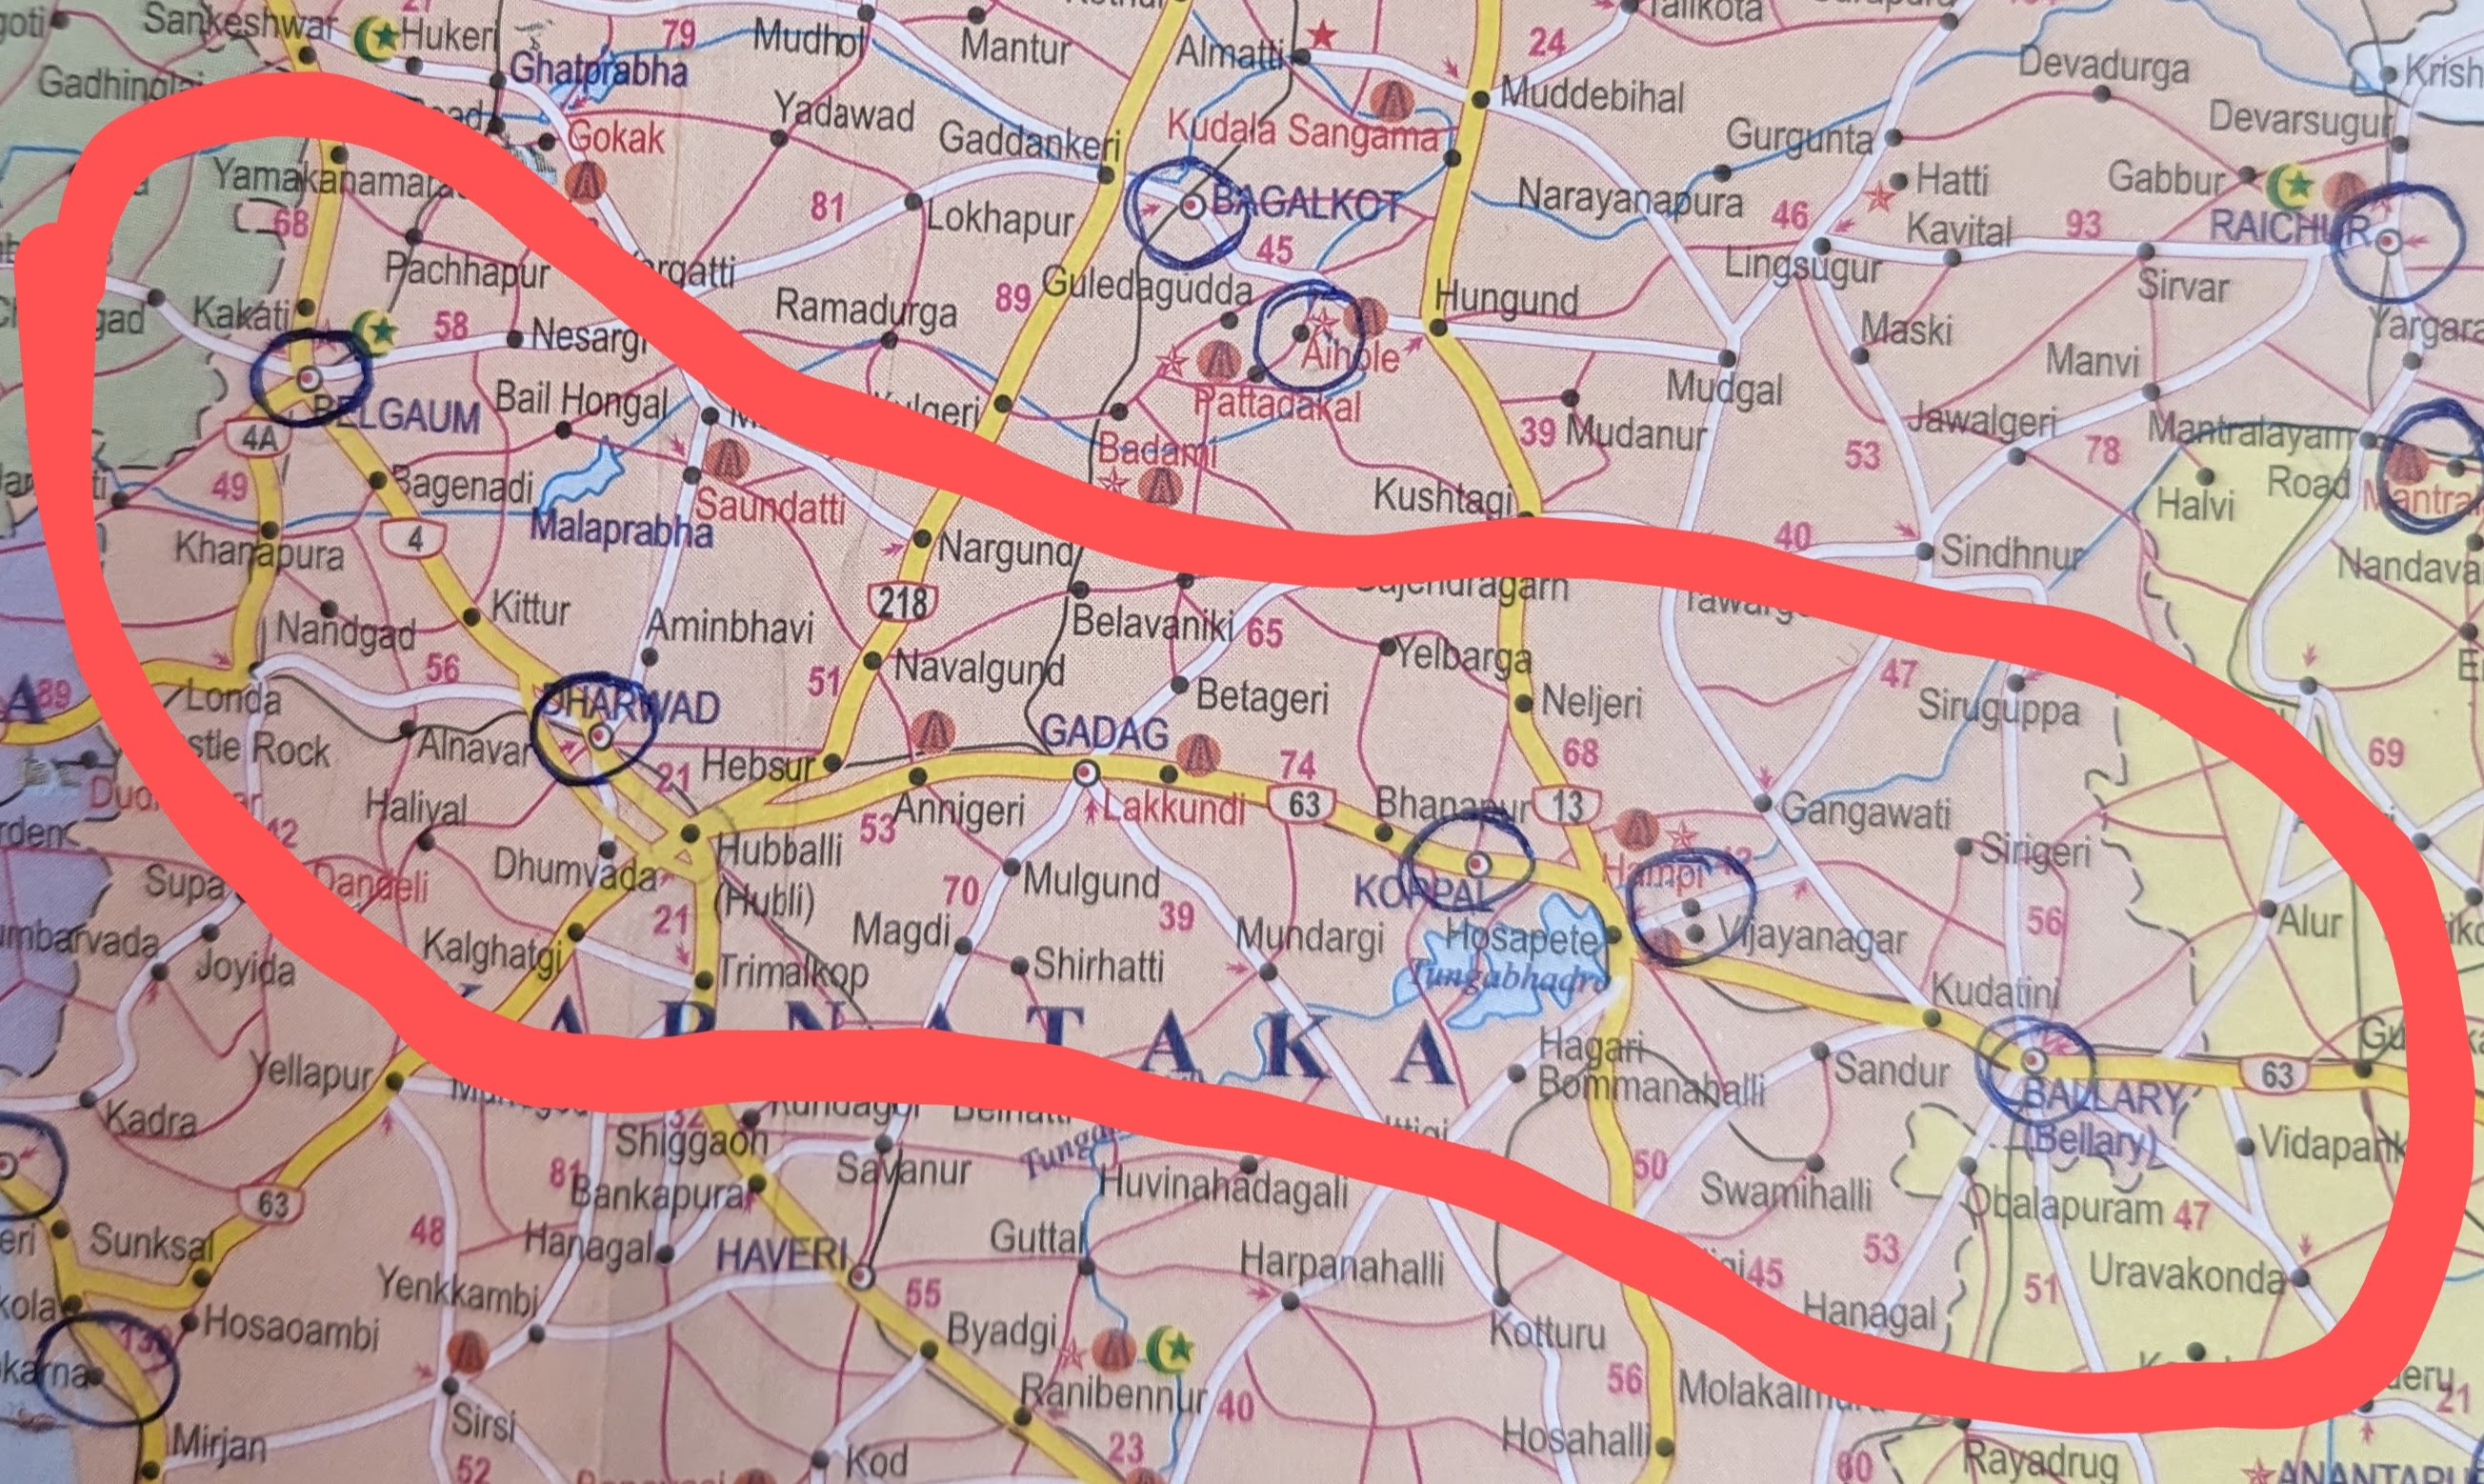 Sankeshwar
Hukeri
79
Mudhol
Mantur
Almatti
24
Talikota
Devadurga
Ghatprabha
Muddebihal
Krish
Gokak
Yadawad
Gaddankeri
Kudala Sangama
Gurgunta
Devarsugur
Yamakanamara
Hatti
Gabbur
68
81
Lokhapur
BAGALKOT
Narayanapura
46
Kavital
93
RAICHUR
45
Pachhapur
Lingsugur
Sirvar
Kakati
58
Nesargi
Ramadurga
89
Guledagudda
Hungund
Maski
Yargara
Aihole
Manvi
Mudgal
BELGAUM
Bail Hongal
Pattadakal
Jawalgeri
Mantralayam
Road
4A
39
Mudanur
53
78
Badami
49
Bagenadi
Saundatti
Kushtagi
Halvi
Mantra
Malaprabha
4
40
Khanapura
Nargund
Sindhnur
Nandava
218
Kittur
Aminbhavi
Belavaniki
65
Nandgad
Yelbarga
56
51
Navalgund
47
89
Londa
DHARWAD
Betageri
Neljeri
Siruguppa
GADAG
stle Rock
Alnavar
21
Hebsur
74
68
69
Haliyal
53
Annigeri
Lakkundi
63
Bhanapur
13
Gangawati
Hubballi
(Hubli)
Sirigeri
Dhumvada
Supa
Dandeli
70
Mulgund
39
KOPPAL
Hampi
21
Magdi
Mundargi
Hosapete
Vijayanagar
56
Alur
mbarvada
Joyida
Kalghatgi
Trimalkop
Shirhatti
Tungabhadra
Kudatini
KARNATAKA
Hagari
Bommanahalli
Sandur
63
Yellapur
BALLARY
(Bellary)
Kadra
Shiggaon
Savanur
Huvinahadagali
50
Swamihalli
Vidapank
81
Bankapura
Obalapuram
47
63
48
Sunksal
Hanagal
HAVERI
Guttal
Harpanahalli
45
53
Uravakonda
Yenkkambi
55
51
Hanagal
Hosaoambi
Byadgi
Kotturu
karna
Ranibennur
40
56
Molakalm
21
Mirjan
Sirsi
23
Hosahalli
52
Kod
80
Rayadrug
ANANTAPU